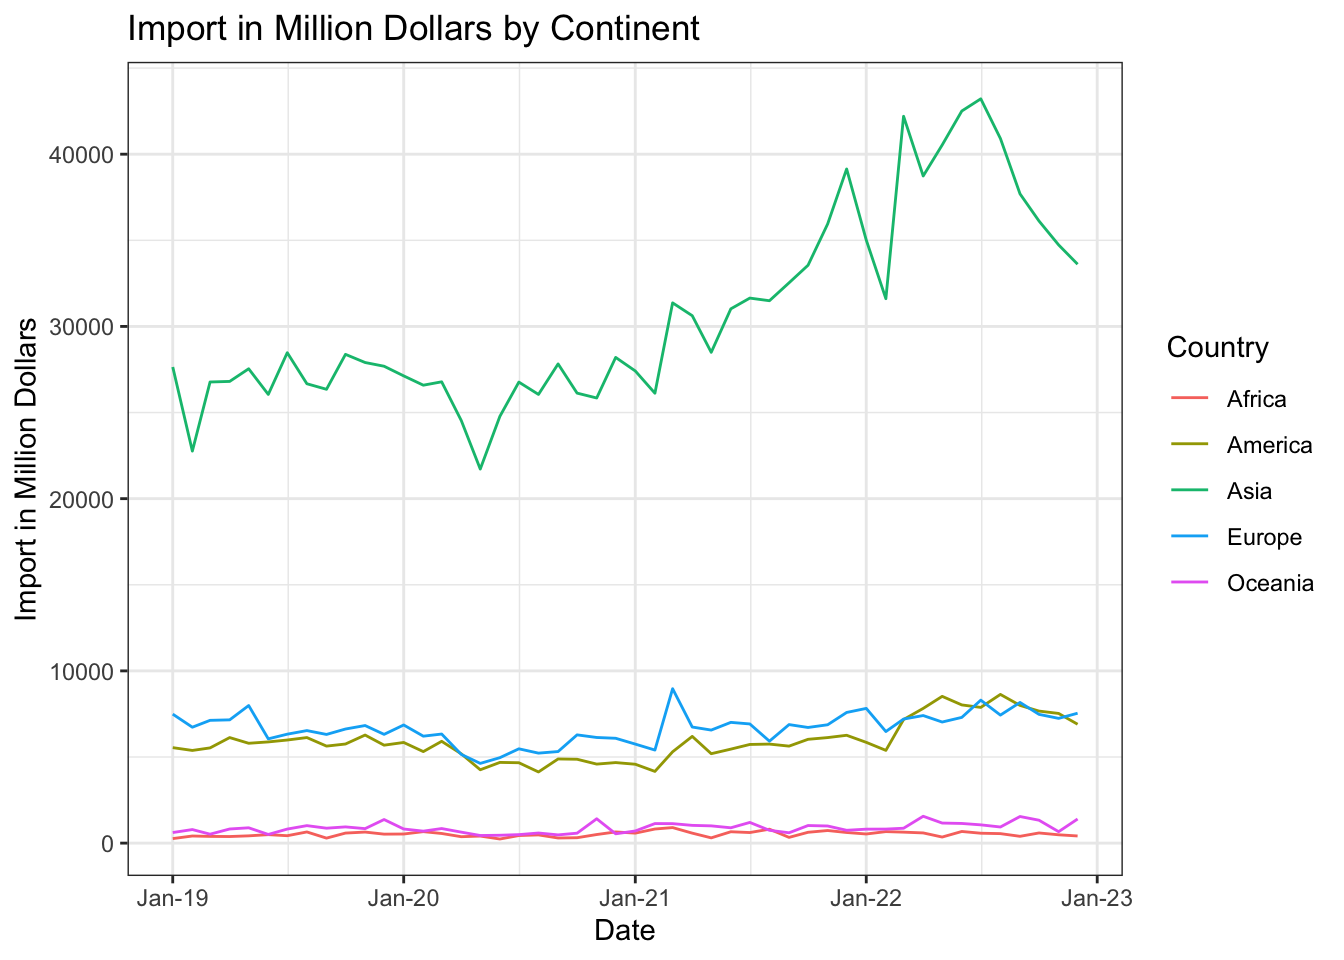 Import in Million Dollars by Continent
Import in Million Dollars
40000
30000
20000
10000
0
Jan-19
Jan-20
Jan-21
Jan-22
Jan-23
Date
Country
Africa
America
Asia
Europe
Oceania